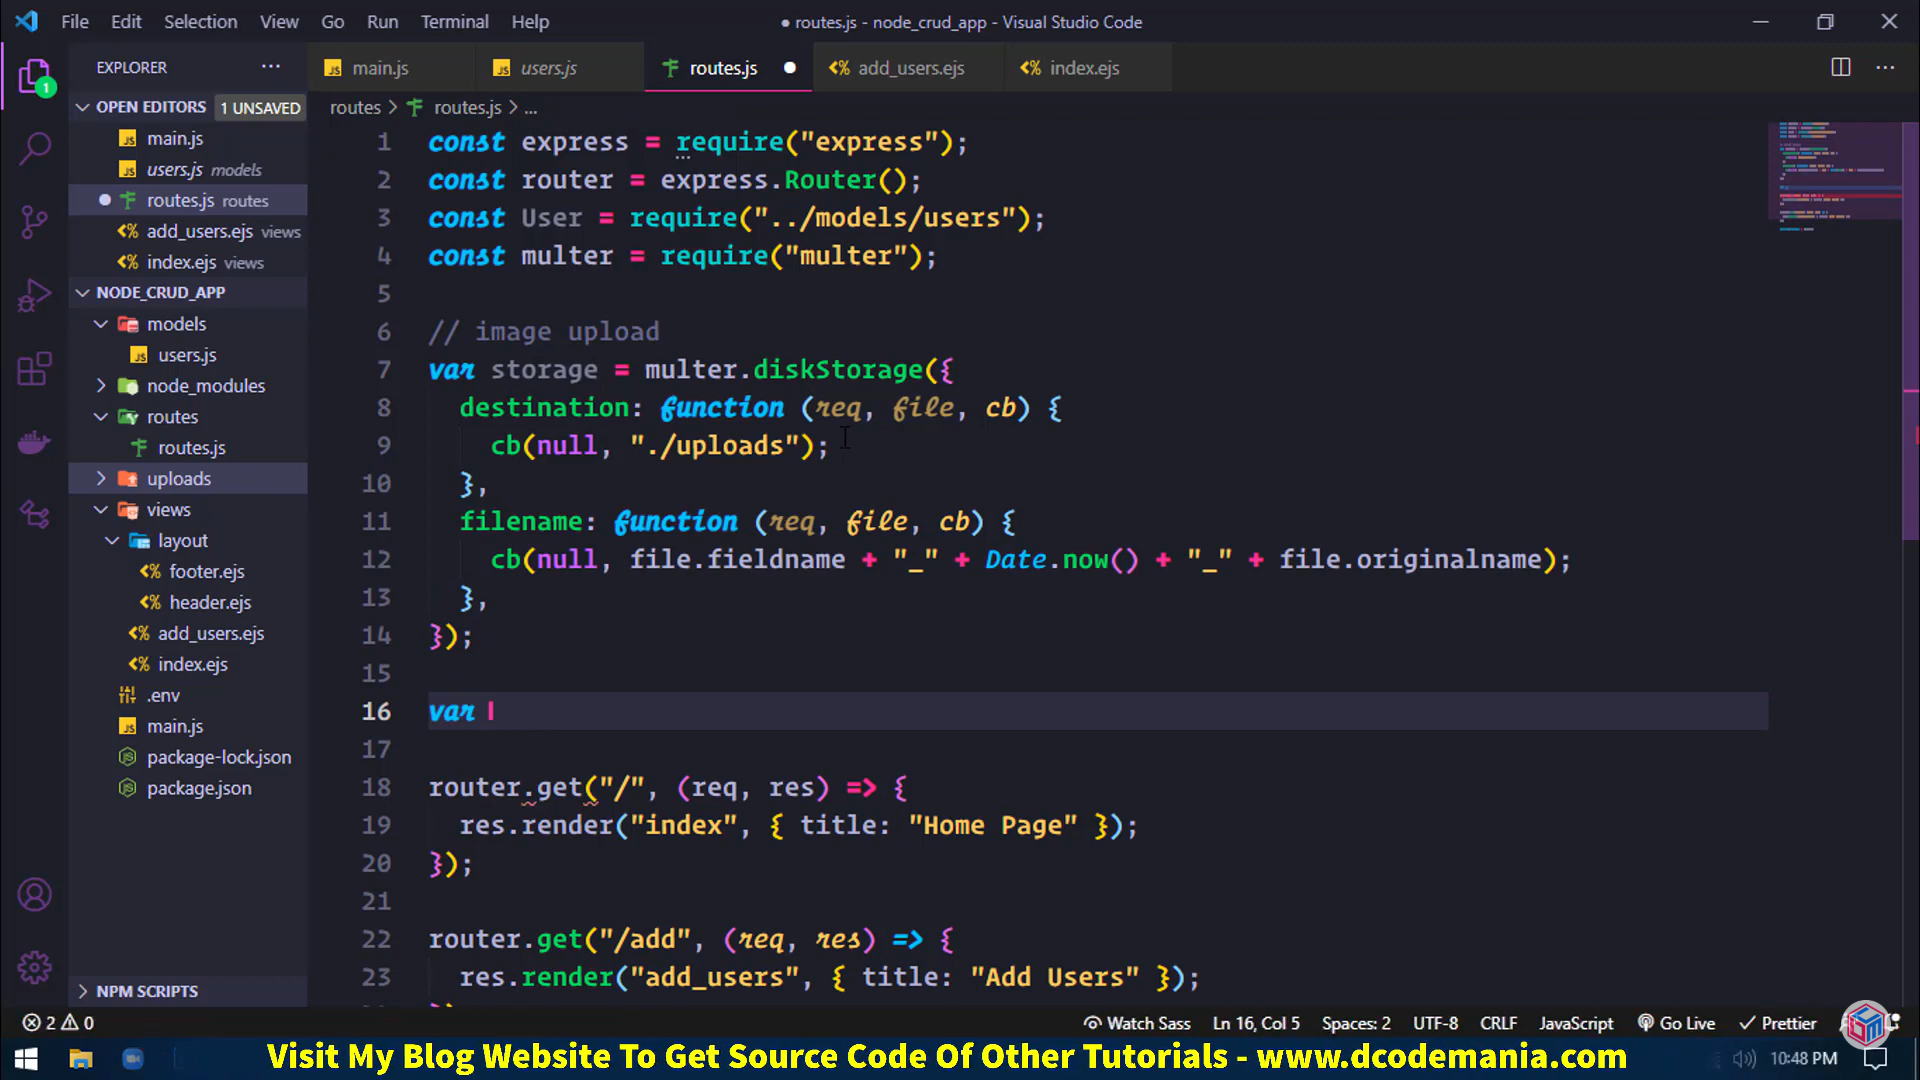 File Edit Selection View Go Run Terminal Help
● routes.js - node_crud_app - Visual Studio Code
EXPLORER
OPEN EDITORS 1 UNSAVED
main.js
users.js models
routes.js routes
add_users.ejs views
index.ejs views
NODE_CRUD_APP
models
users.js
node_modules
routes
routes.js
uploads
views
layout
footer.ejs
header.ejs
add_users.ejs
index.ejs
.env
main.js
package-lock.json
package.json
NPM SCRIPTS
1
main.js users.js routes.js add_users.ejs index.ejs
routes > routes.js > ...
1 const express = require("express");
2 const router = express.Router();
3 const User = require("../models/users");
4 const multer = require("multer");
5
6 // image upload
7 var storage = multer.diskStorage({
8 destination: function (req, file, cb) {
9 cb(null, "./uploads");
10 },
11 filename: function (req, file, cb) {
12 cb(null, file.fieldname + "_" + Date.now() + "_" + file.originalname);
13 },
14 });
15
16 var
17
18 router.get("/", (req, res) => {
19 res.render("index", { title: "Home Page" });
20 });
21
22 router.get("/add", (req, res) => {
23 res.render("add_users", { title: "Add Users" });
2 0 Watch Sass Ln 16, Col 5 Spaces: 2 UTF-8 CRLF JavaScript Go Live Prettier
Visit My Blog Website To Get Source Code Of Other Tutorials - www.dcodemania.com
10:48 PM